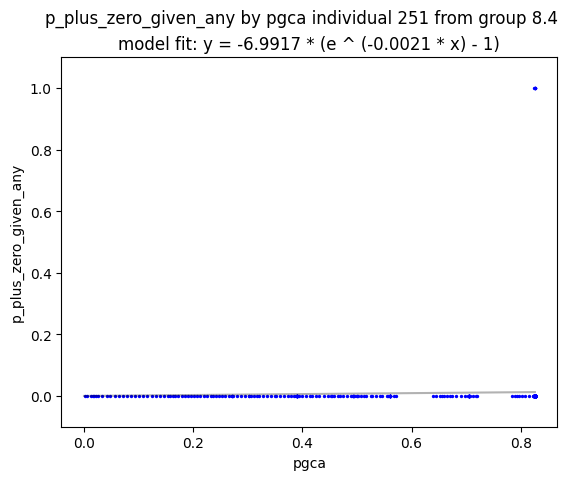 p_plus_zero_given_any by pgca individual 251 from group 8.4
model fit: y = -6.9917 * (e ^ (-0.0021 * x) - 1)
1.0
0.8
0.6
0.4
0.2
0.0
p_plus_zero_given_any
0.0 0.2 0.4 0.6 0.8
pgca